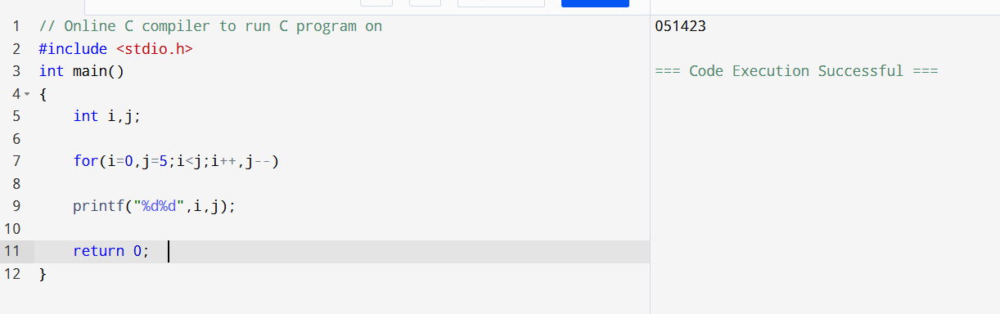 1 // Online C compiler to run C program on
2 #include <stdio.h>
3 int main()
4 {
5 int i,j;
6
7 for(i=0,j=5;i<j;i++,j--)
8
9 printf("%d%d",i,j);
10
11 return 0;
12 }
051423
=== Code Execution Successful ===